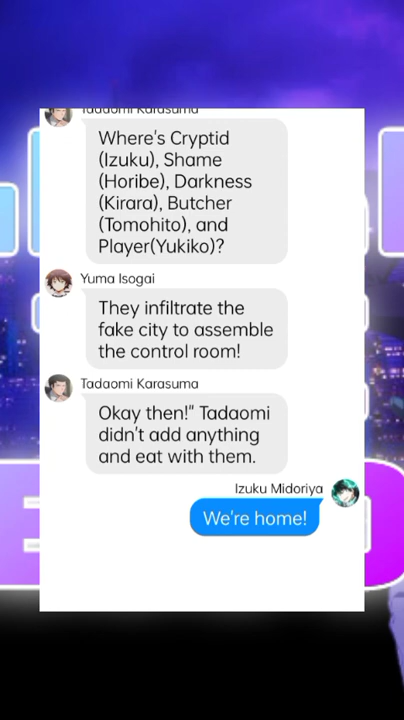 Tadaomi Karasuma
Where's Cryptid
(Izuku), Shame
(Horibe), Darkness
(Kirara), Butcher
(Tomohito), and
Player(Yukiko)?
Yuma Isogai
They infiltrate the
fake city to assemble
the control room!
Tadaomi Karasuma
Okay then!" Tadaomi
didn't add anything
and eat with them.
Izuku Midoriya
We're home!